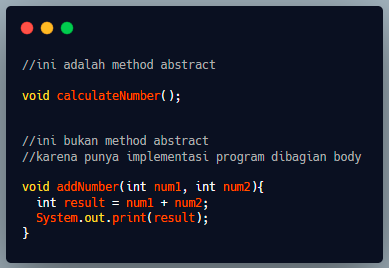 //ini adalah method abstract
void calculateNumber();
//ini bukan method abstract
//karena punya implementasi program dibagian body
void addNumber(int num1, int num2){
int result = num1 + num2;
System.out.print(result);
}